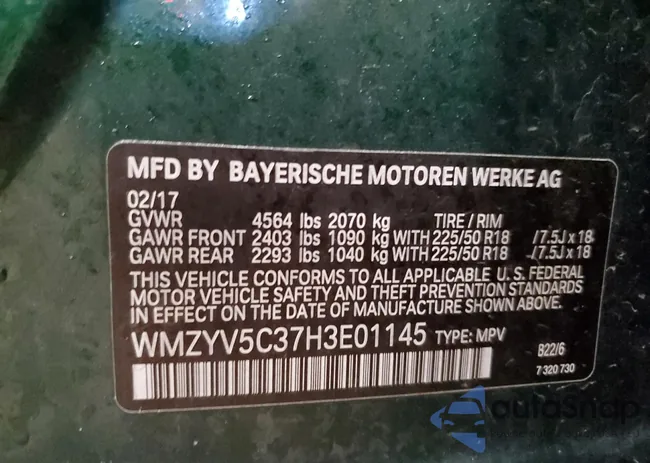 MFD BY BAYERISCHE MOTOREN WERKE AG
02/17
GVWR 4564 lbs 2070 kg TIRE / RIM
GAWR FRONT 2403 lbs 1090 kg WITH 225/50 R18 / 7.5J x 18
GAWR REAR 2293 lbs 1040 kg WITH 225/50 R18 / 7.5J x 18
THIS VEHICLE CONFORMS TO ALL APPLICABLE U. S. FEDERAL
MOTOR VEHICLE SAFETY AND THEFT PREVENTION STANDARDS
IN EFFECT ON THE DATE OF MANUFACTURE SHOWN ABOVE.
WMZYV5C37H3E01145 TYPE: MPV
B22/6
7 320 730
autoSnap